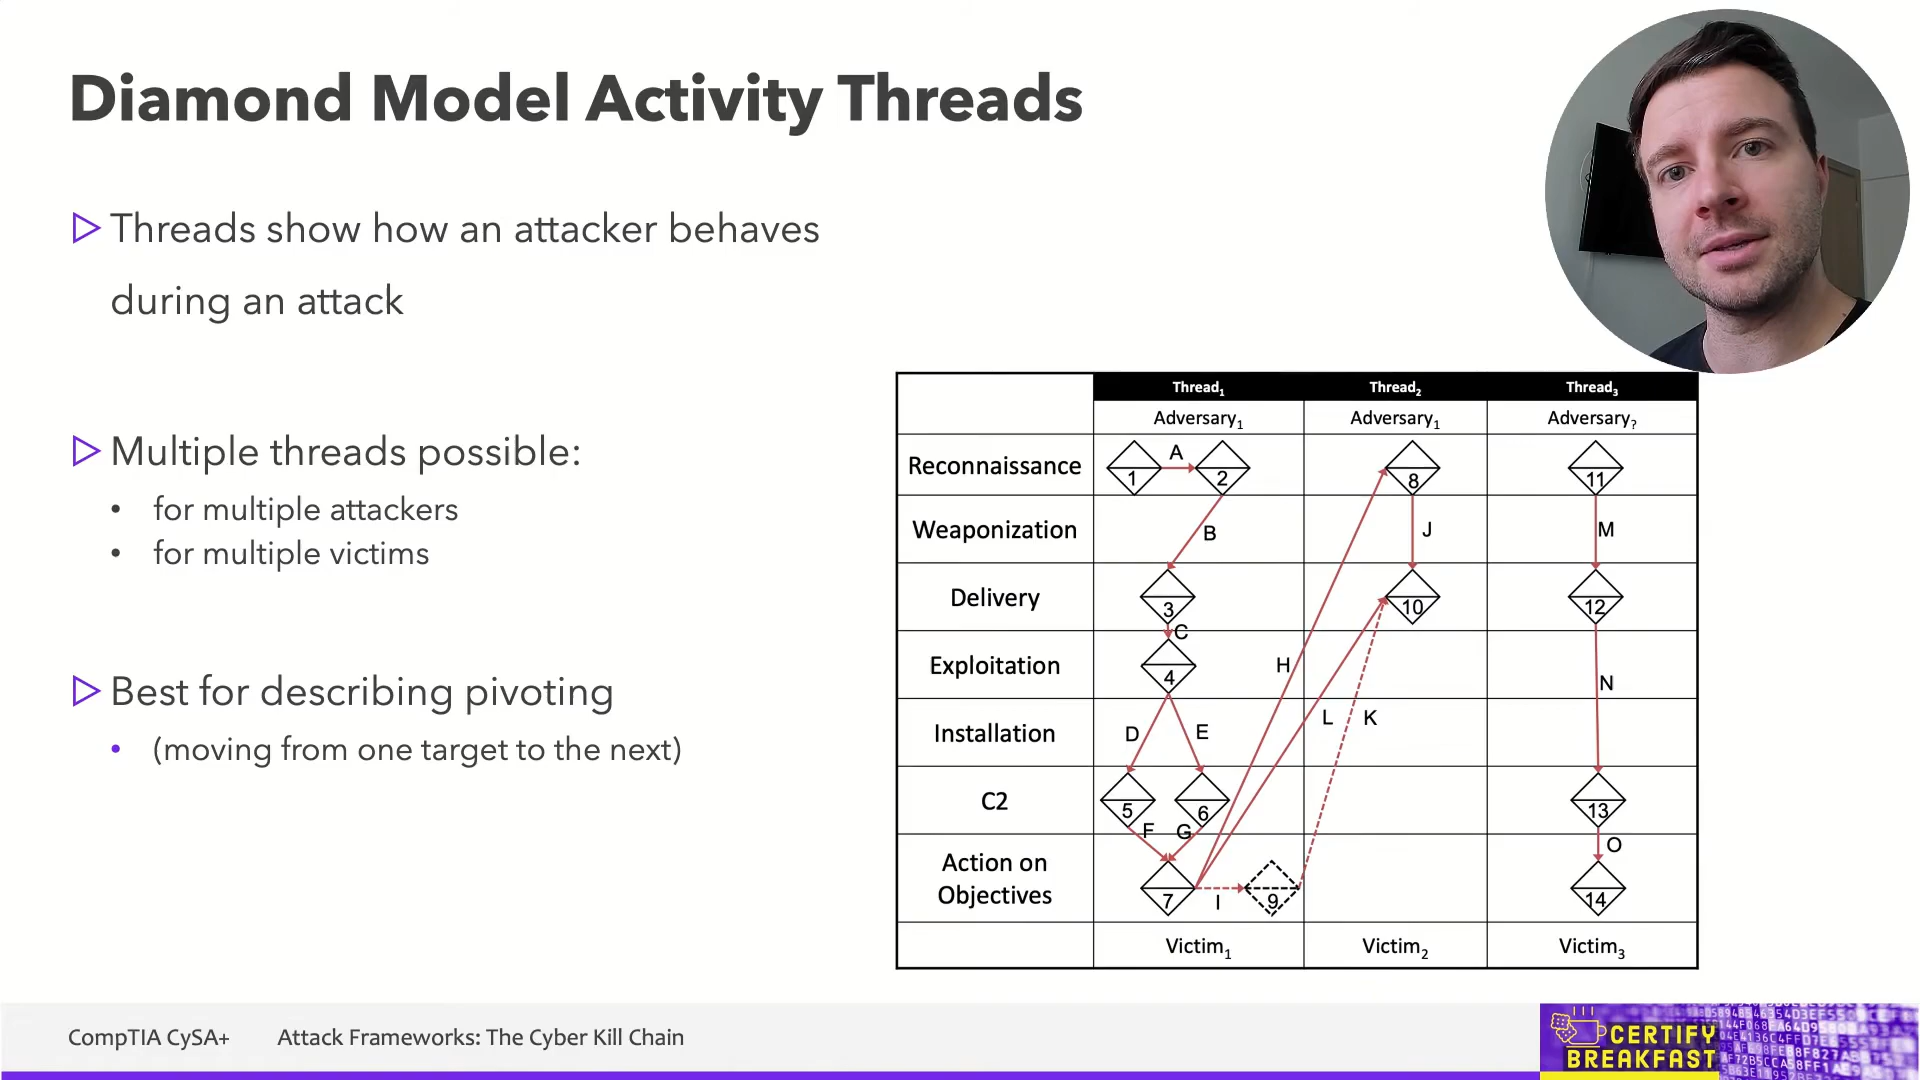 Diamond Model Activity Threads
Threads show how an attacker behaves
during an attack
Multiple threads possible:
• for multiple attackers
• for multiple victims
Best for describing pivoting
• (moving from one target to the next)
Thread1 Thread2 Thread3
Adversary1 Adversary1 Adversary?
Reconnaissance 1 A 2 8 11
Weaponization B J M
Delivery 3 10 12
C
Exploitation 4 H N
Installation D E L K
C2 5 6 13
F G O
Action on
Objectives 7 I 9 14
Victim1 Victim2 Victim3
CompTIA CySA+ Attack Frameworks: The Cyber Kill Chain
CERTIFY
BREAKFAST